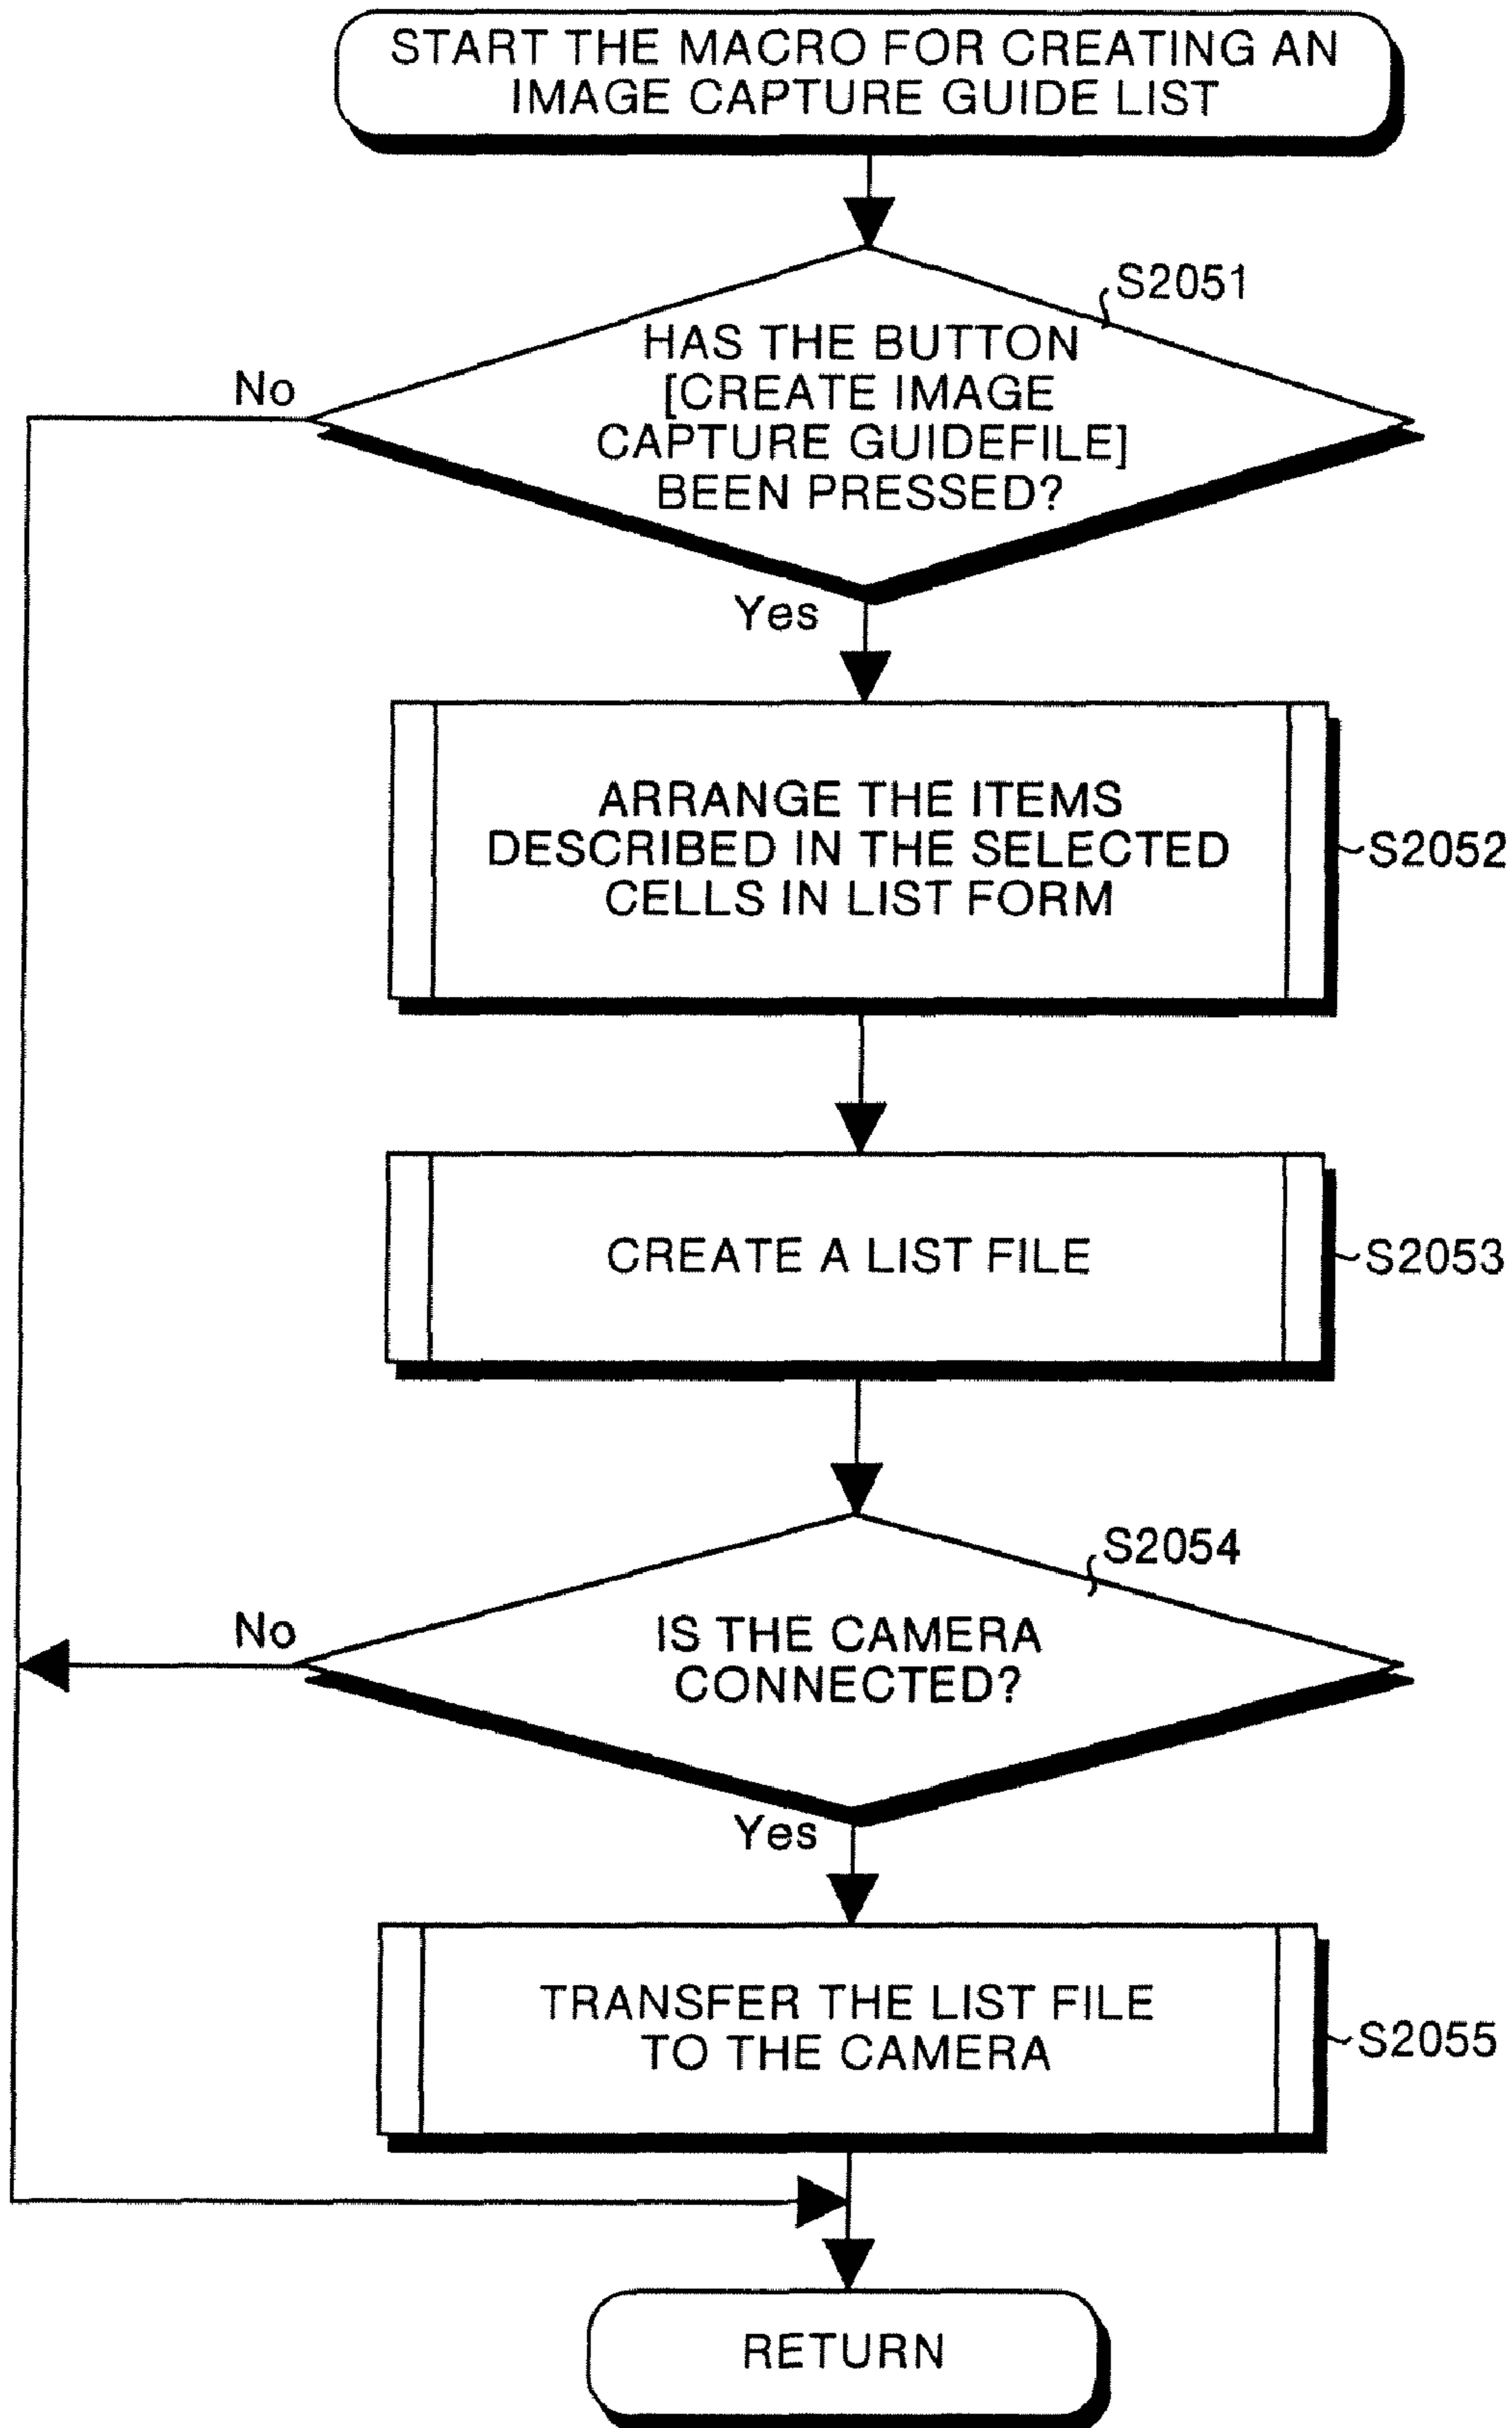 START THE MACRO FOR CREATING AN
IMAGE CAPTURE GUIDE LIST
S2051
HAS THE BUTTON
No
[CREATE IMAGE
CAPTURE GUIDEFILE]
BEEN PRESSED?
Yes
ARRANGE THE ITEMS
DESCRIBED IN THE SELECTED
CELLS IN LIST FORM
S2052
CREATE A LIST FILE
S2053
S2054
No
IS THE CAMERA
CONNECTED?
Yes
TRANSFER THE LIST FILE
TO THE CAMERA
S2055
RETURN